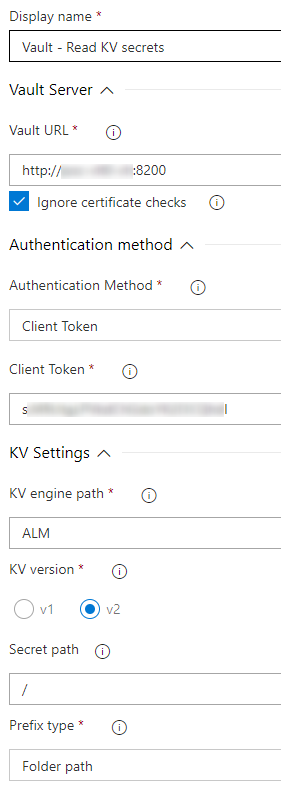 Display name *
Vault - Read KV secrets
Vault Server
Vault URL *
http:// :8200
Ignore certificate checks
Authentication method
Authentication Method *
Client Token
Client Token *
KV Settings
KV engine path *
ALM
KV version *
v1 v2
Secret path
/
Prefix type *
Folder path